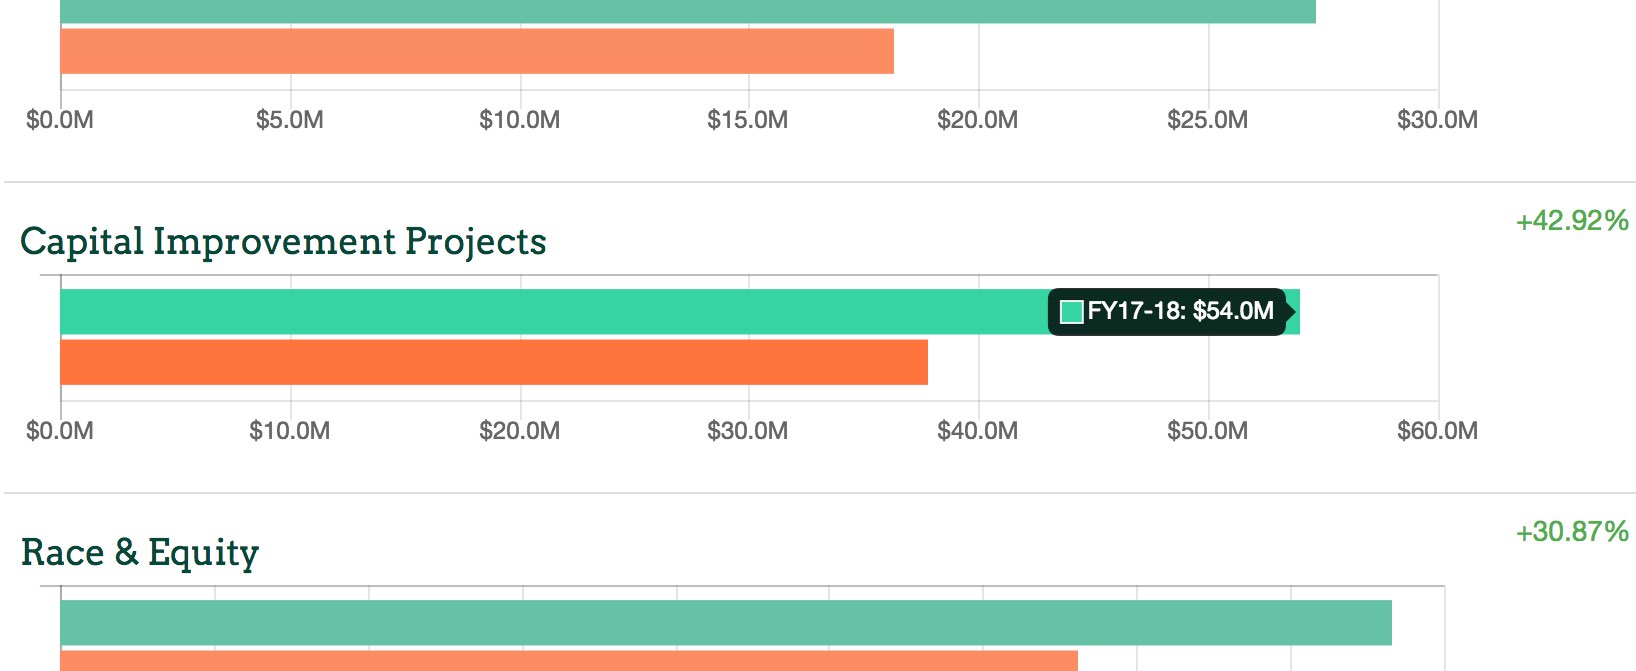 $0.0M $5.0M $10.0M $15.0M $20.0M $25.0M $30.0M
+42.92%
Capital Improvement Projects
FY17-18: $54.0M
$0.0M $10.0M $20.0M $30.0M $40.0M $50.0M $60.0M
+30.87%
Race & Equity